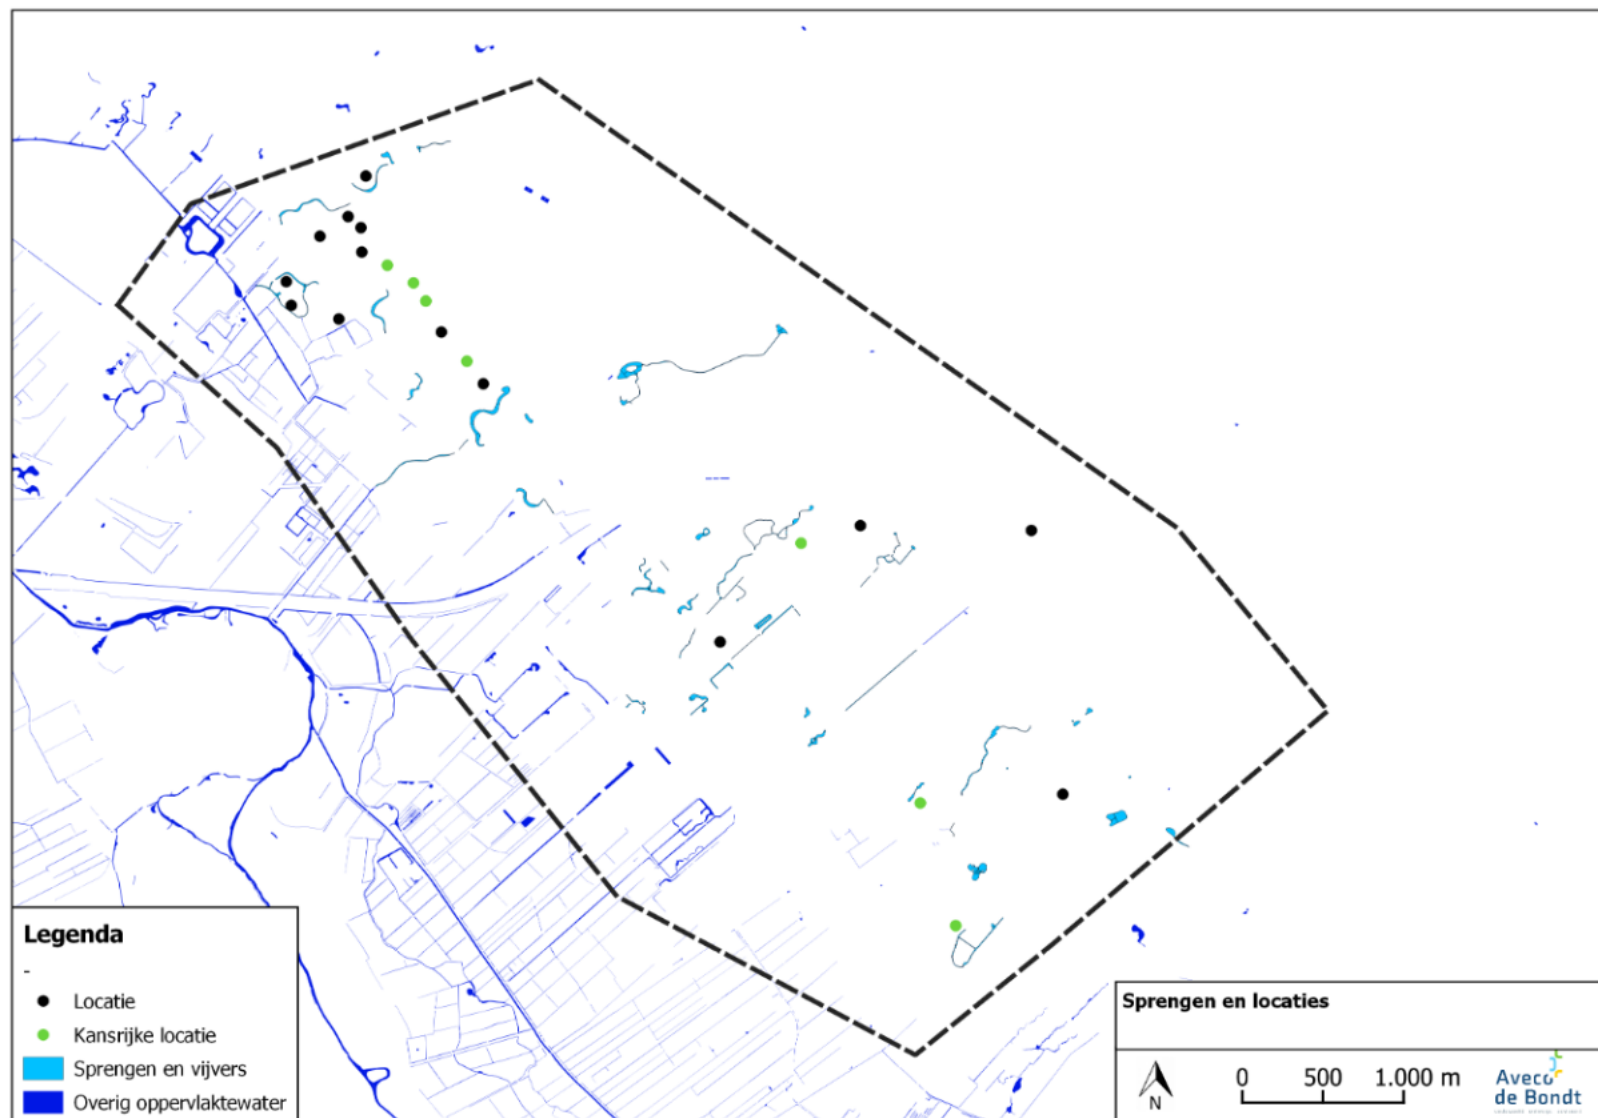 Legenda
-
Locatie
Kansrijke locatie
Sprengen en vijvers
Overig oppervlaktewater
Sprengen en locaties
N
0 500 1.000 m
Aveco
de Bondt